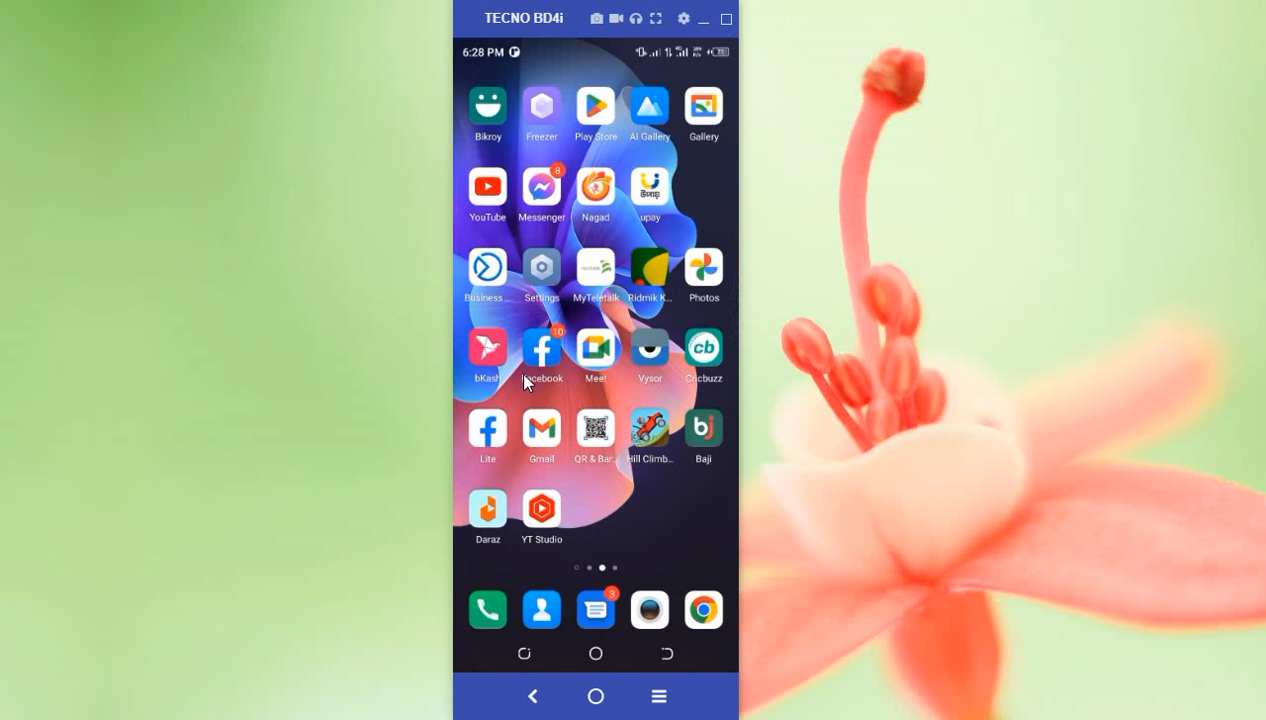 TECNO BD4i
6:28 PM
Bikroy Freezer Play Store AI Gallery Gallery
8
YouTube Messenger Nagad upay
Business Settings MyTeletalk Ridmik K... Photos
10
bKash Facebook Meet Vysor Cricbuzz
cb
Lite Gmail QR & Bar... Hill Climb... Baji
bj
Daraz YT Studio
3